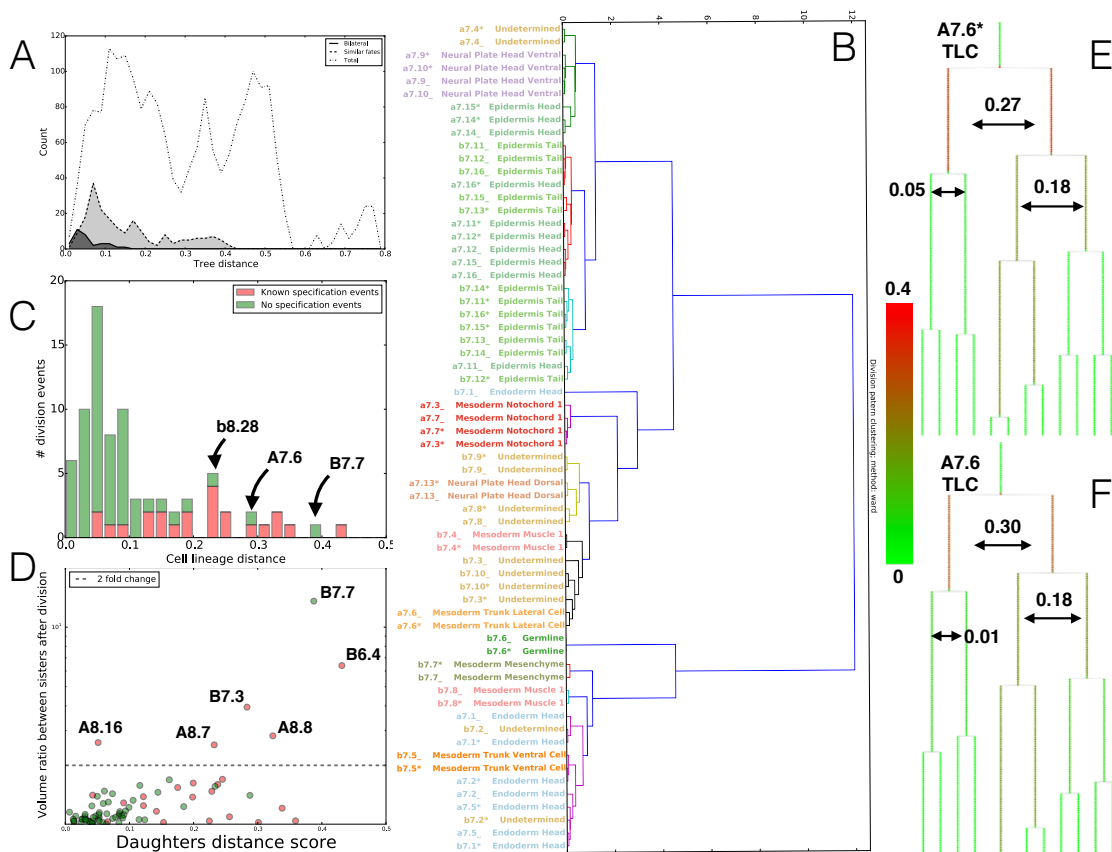 A
Bilateral
Similar fates
Total
120
100
80
60
40
20
0
Count
0.0 0.1 0.2 0.3 0.4 0.5 0.6 0.7 0.8
Tree distance
C
Known specification events
No specification events
20
15
10
5
0
# division events
b8.28
A7.6
B7.7
0.0 0.1 0.2 0.3 0.4 0.5
Cell lineage distance
D
2 fold change
10¹
Volume ratio between sisters after division
B7.7
B6.4
B7.3
A8.16
A8.7
A8.8
0.0 0.1 0.2 0.3 0.4 0.5
Daughters distance score
B
0 2 4 6 8 10 12
a7.4* Undetermined
a7.4_ Undetermined
a7.9* Neural Plate Head Ventral
a7.10* Neural Plate Head Ventral
a7.9_ Neural Plate Head Ventral
a7.10_ Neural Plate Head Ventral
a7.15* Epidermis Head
a7.14* Epidermis Head
a7.14_ Epidermis Head
b7.11_ Epidermis Tail
b7.12_ Epidermis Tail
b7.16_ Epidermis Tail
a7.16* Epidermis Head
b7.15_ Epidermis Tail
b7.13* Epidermis Tail
a7.11* Epidermis Head
a7.12* Epidermis Head
a7.12_ Epidermis Head
a7.15_ Epidermis Head
a7.16_ Epidermis Head
b7.14* Epidermis Tail
b7.11* Epidermis Tail
b7.16* Epidermis Tail
b7.15* Epidermis Tail
b7.13_ Epidermis Tail
b7.14_ Epidermis Tail
a7.11_ Epidermis Head
b7.12* Epidermis Tail
b7.1_ Endoderm Head
a7.3_ Mesoderm Notochord 1
a7.7_ Mesoderm Notochord 1
a7.7* Mesoderm Notochord 1
a7.3* Mesoderm Notochord 1
b7.9* Undetermined
b7.9_ Undetermined
a7.13* Neural Plate Head Dorsal
a7.13_ Neural Plate Head Dorsal
a7.8* Undetermined
a7.8_ Undetermined
b7.4_ Mesoderm Muscle 1
b7.4* Mesoderm Muscle 1
b7.3_ Undetermined
b7.10_ Undetermined
b7.10* Undetermined
b7.3* Undetermined
a7.6_ Mesoderm Trunk Lateral Cell
a7.6* Mesoderm Trunk Lateral Cell
b7.6_ Germline
b7.6* Germline
b7.7* Mesoderm Mesenchyme
b7.7_ Mesoderm Mesenchyme
b7.8_ Mesoderm Muscle 1
b7.8* Mesoderm Muscle 1
a7.1_ Endoderm Head
b7.2_ Undetermined
a7.1* Endoderm Head
b7.5_ Mesoderm Trunk Ventral Cell
b7.5* Mesoderm Trunk Ventral Cell
a7.2* Endoderm Head
a7.2_ Endoderm Head
a7.5* Endoderm Head
b7.2* Undetermined
a7.5_ Endoderm Head
b7.1* Endoderm Head
Division pattern clustering; method: ward
E
A7.6*
TLC
0.27
0.05
0.18
0.4
0
F
A7.6
TLC
0.30
0.18
0.01